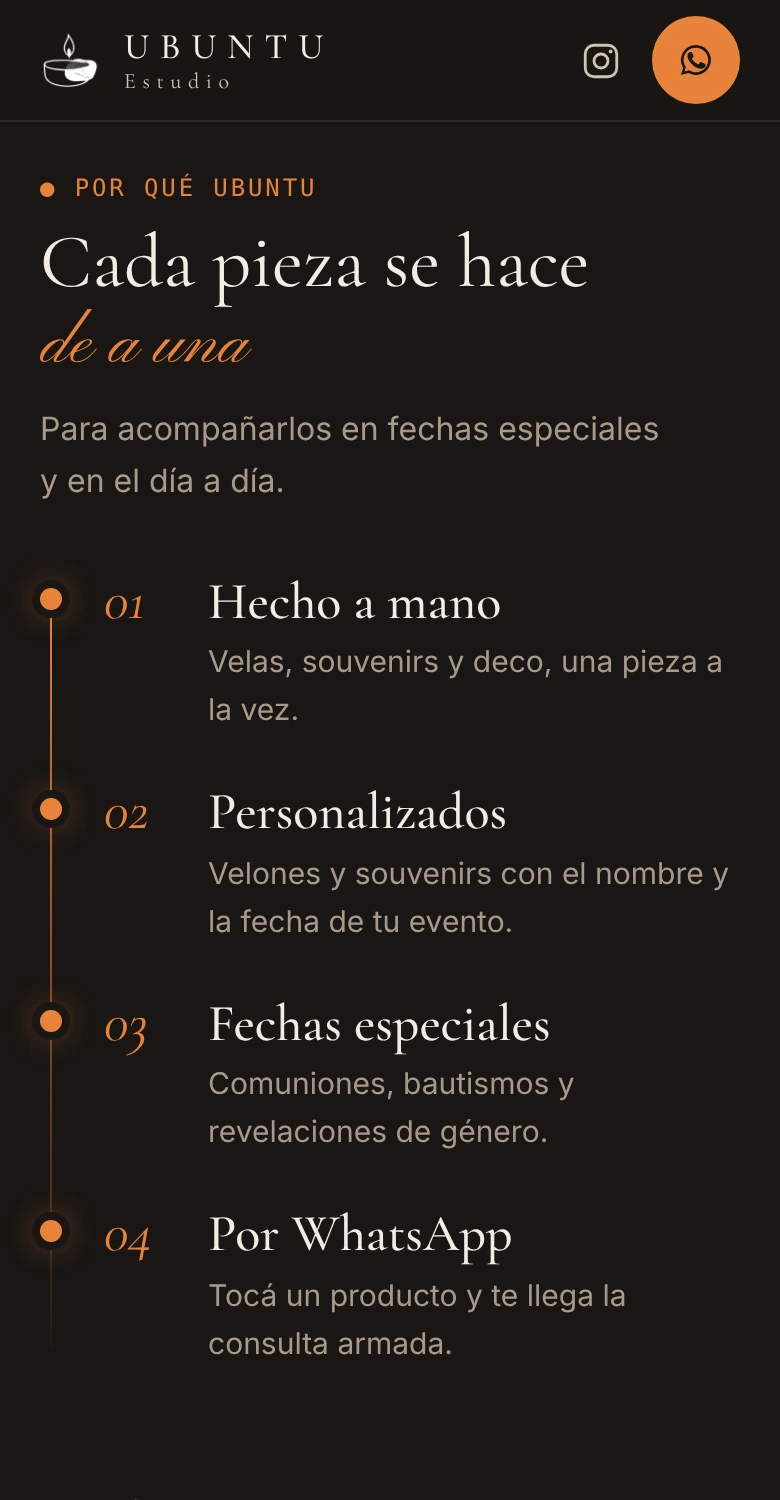 UBUNTU
Estudio
POR QUÉ UBUNTU
Cada pieza se hace
de a una
Para acompañarlos en fechas especiales
y en el día a día.
01
Hecho a mano
Velas, souvenirs y deco, una pieza a
la vez.
02
Personalizados
Velones y souvenirs con el nombre y
la fecha de tu evento.
03
Fechas especiales
Comuniones, bautismos y
revelaciones de género.
04
Por WhatsApp
Tocá un producto y te llega la
consulta armada.